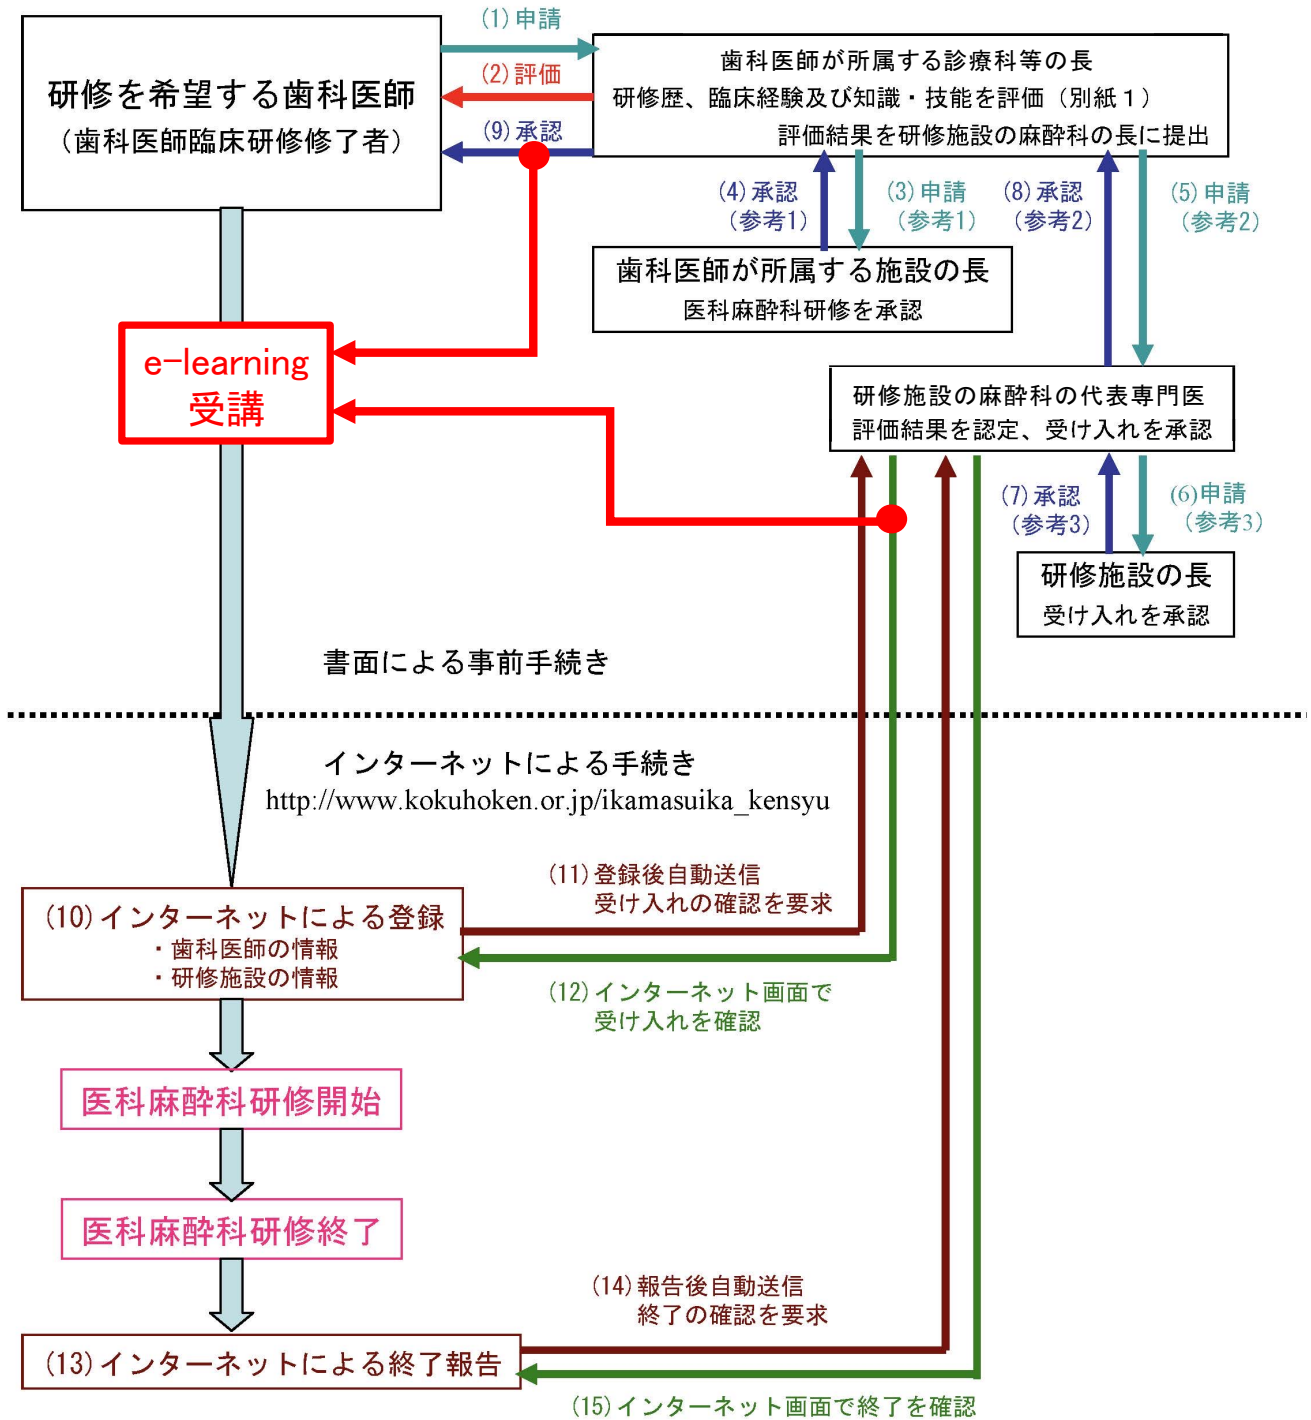 (1)申請
研修を希望する歯科医師
（歯科医師臨床研修修了者）
(2)評価
(9)承認
歯科医師が所属する診療科等の長
研修歴、臨床経験及び知識・技能を評価（別紙１）
評価結果を研修施設の麻酔科の長に提出
(4)承認
（参考1）
(3)申請
（参考1）
(8)承認
（参考2）
(5)申請
（参考2）
歯科医師が所属する施設の長
医科麻酔科研修を承認
e-learning
受講
研修施設の麻酔科の代表専門医
評価結果を認定、受け入れを承認
(7)承認
（参考3）
(6)申請
（参考3）
研修施設の長
受け入れを承認
書面による事前手続き
インターネットによる手続き
http://www.kokuhoken.or.jp/ikamasuika_kensyu
(11)登録後自動送信
受け入れの確認を要求
(10)インターネットによる登録
・歯科医師の情報
・研修施設の情報
(12)インターネット画面で
受け入れを確認
医科麻酔科研修開始
医科麻酔科研修終了
(14)報告後自動送信
終了の確認を要求
(13)インターネットによる終了報告
(15)インターネット画面で終了を確認